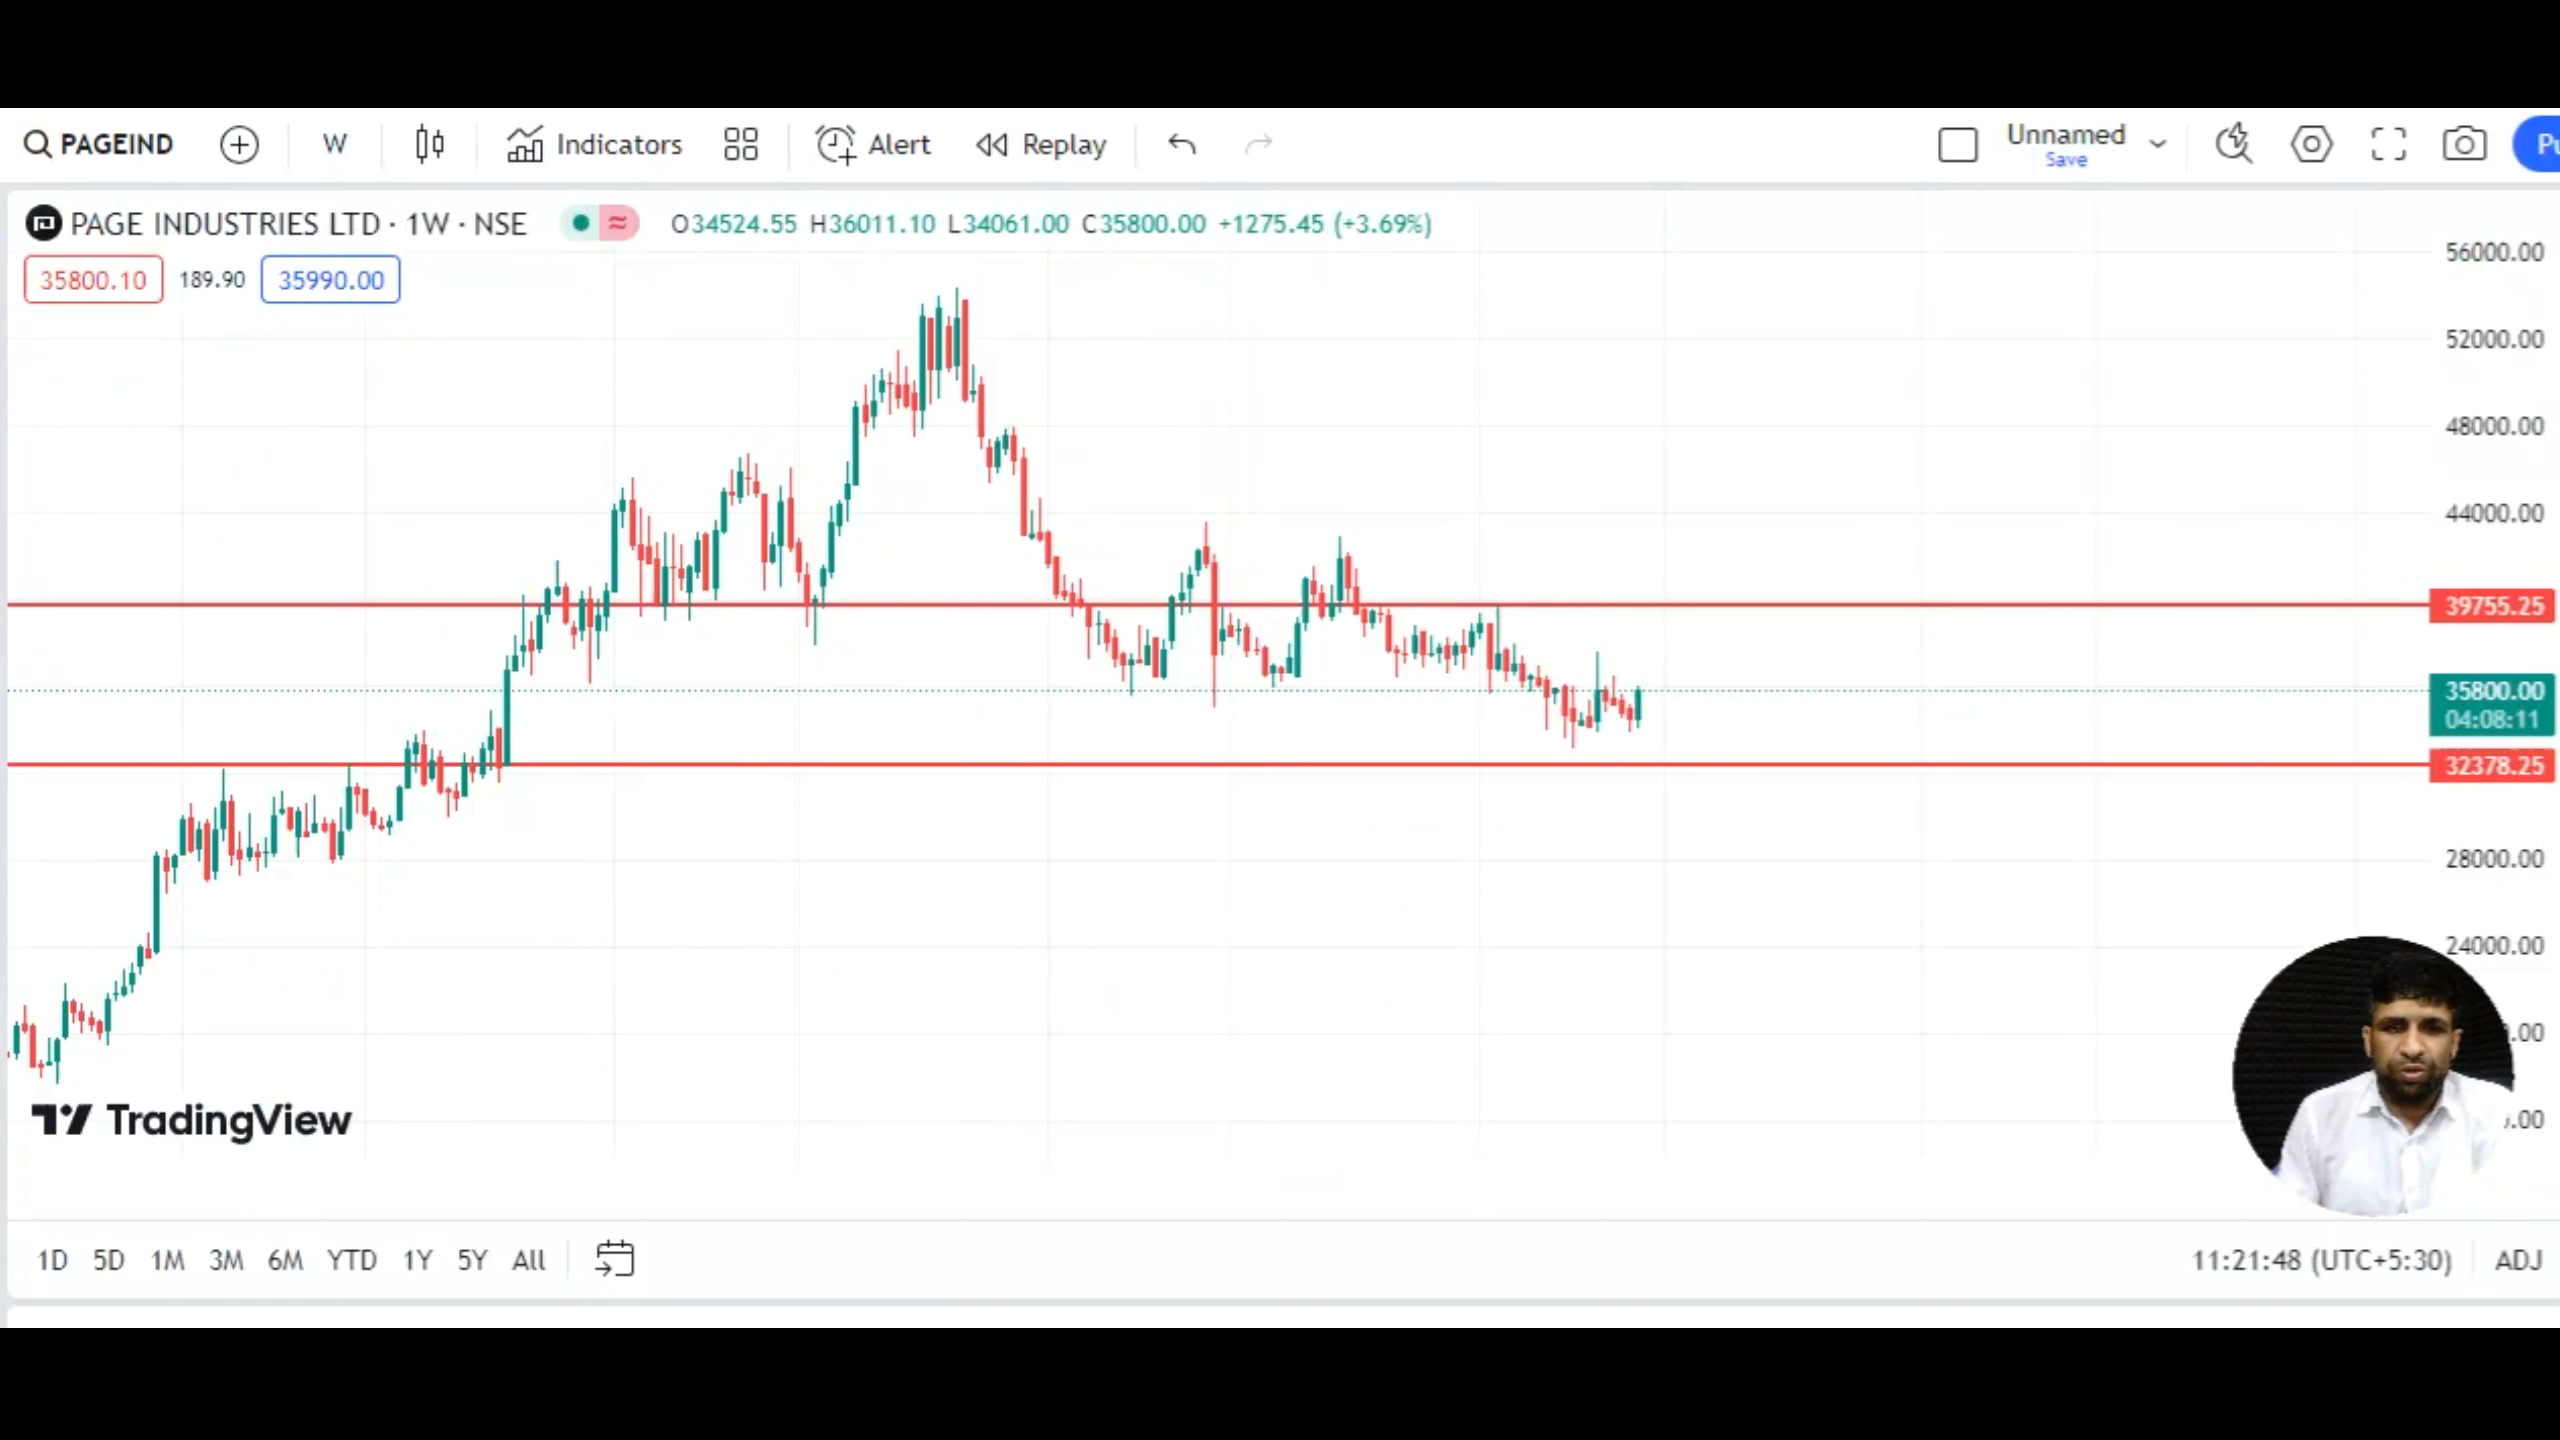 PAGEIND W Indicators Alert Replay Unnamed Save
PAGE INDUSTRIES LTD · 1W · NSE O34524.55 H36011.10 L34061.00 C35800.00 +1275.45 (+3.69%)
35800.10 189.90 35990.00
56000.00
52000.00
48000.00
44000.00
39755.25
35800.00
04:08:11
32378.25
28000.00
24000.00
TradingView
1D 5D 1M 3M 6M YTD 1Y 5Y All 11:21:48 (UTC+5:30) ADJ